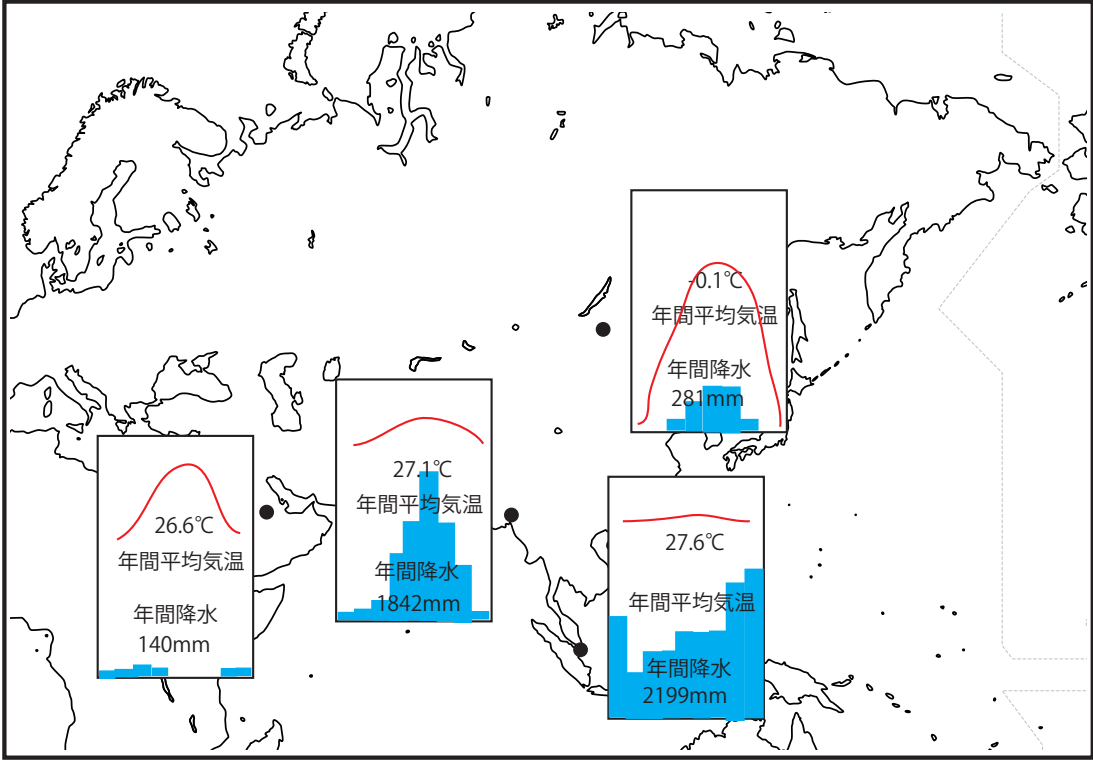 -0.1℃
年間平均気温
年間降水
281mm
27.1℃
年間平均気温
年間降水
1842mm
26.6℃
年間平均気温
年間降水
140mm
27.6℃
年間平均気温
年間降水
2199mm